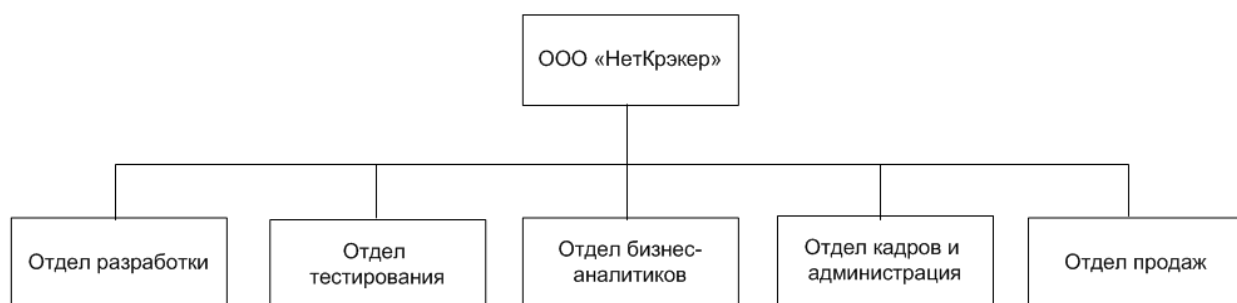 ООО «НетКрэкер»
Отдел разработки
Отдел
тестирования
Отдел бизнес-
аналитиков
Отдел кадров и
администрация
Отдел продаж